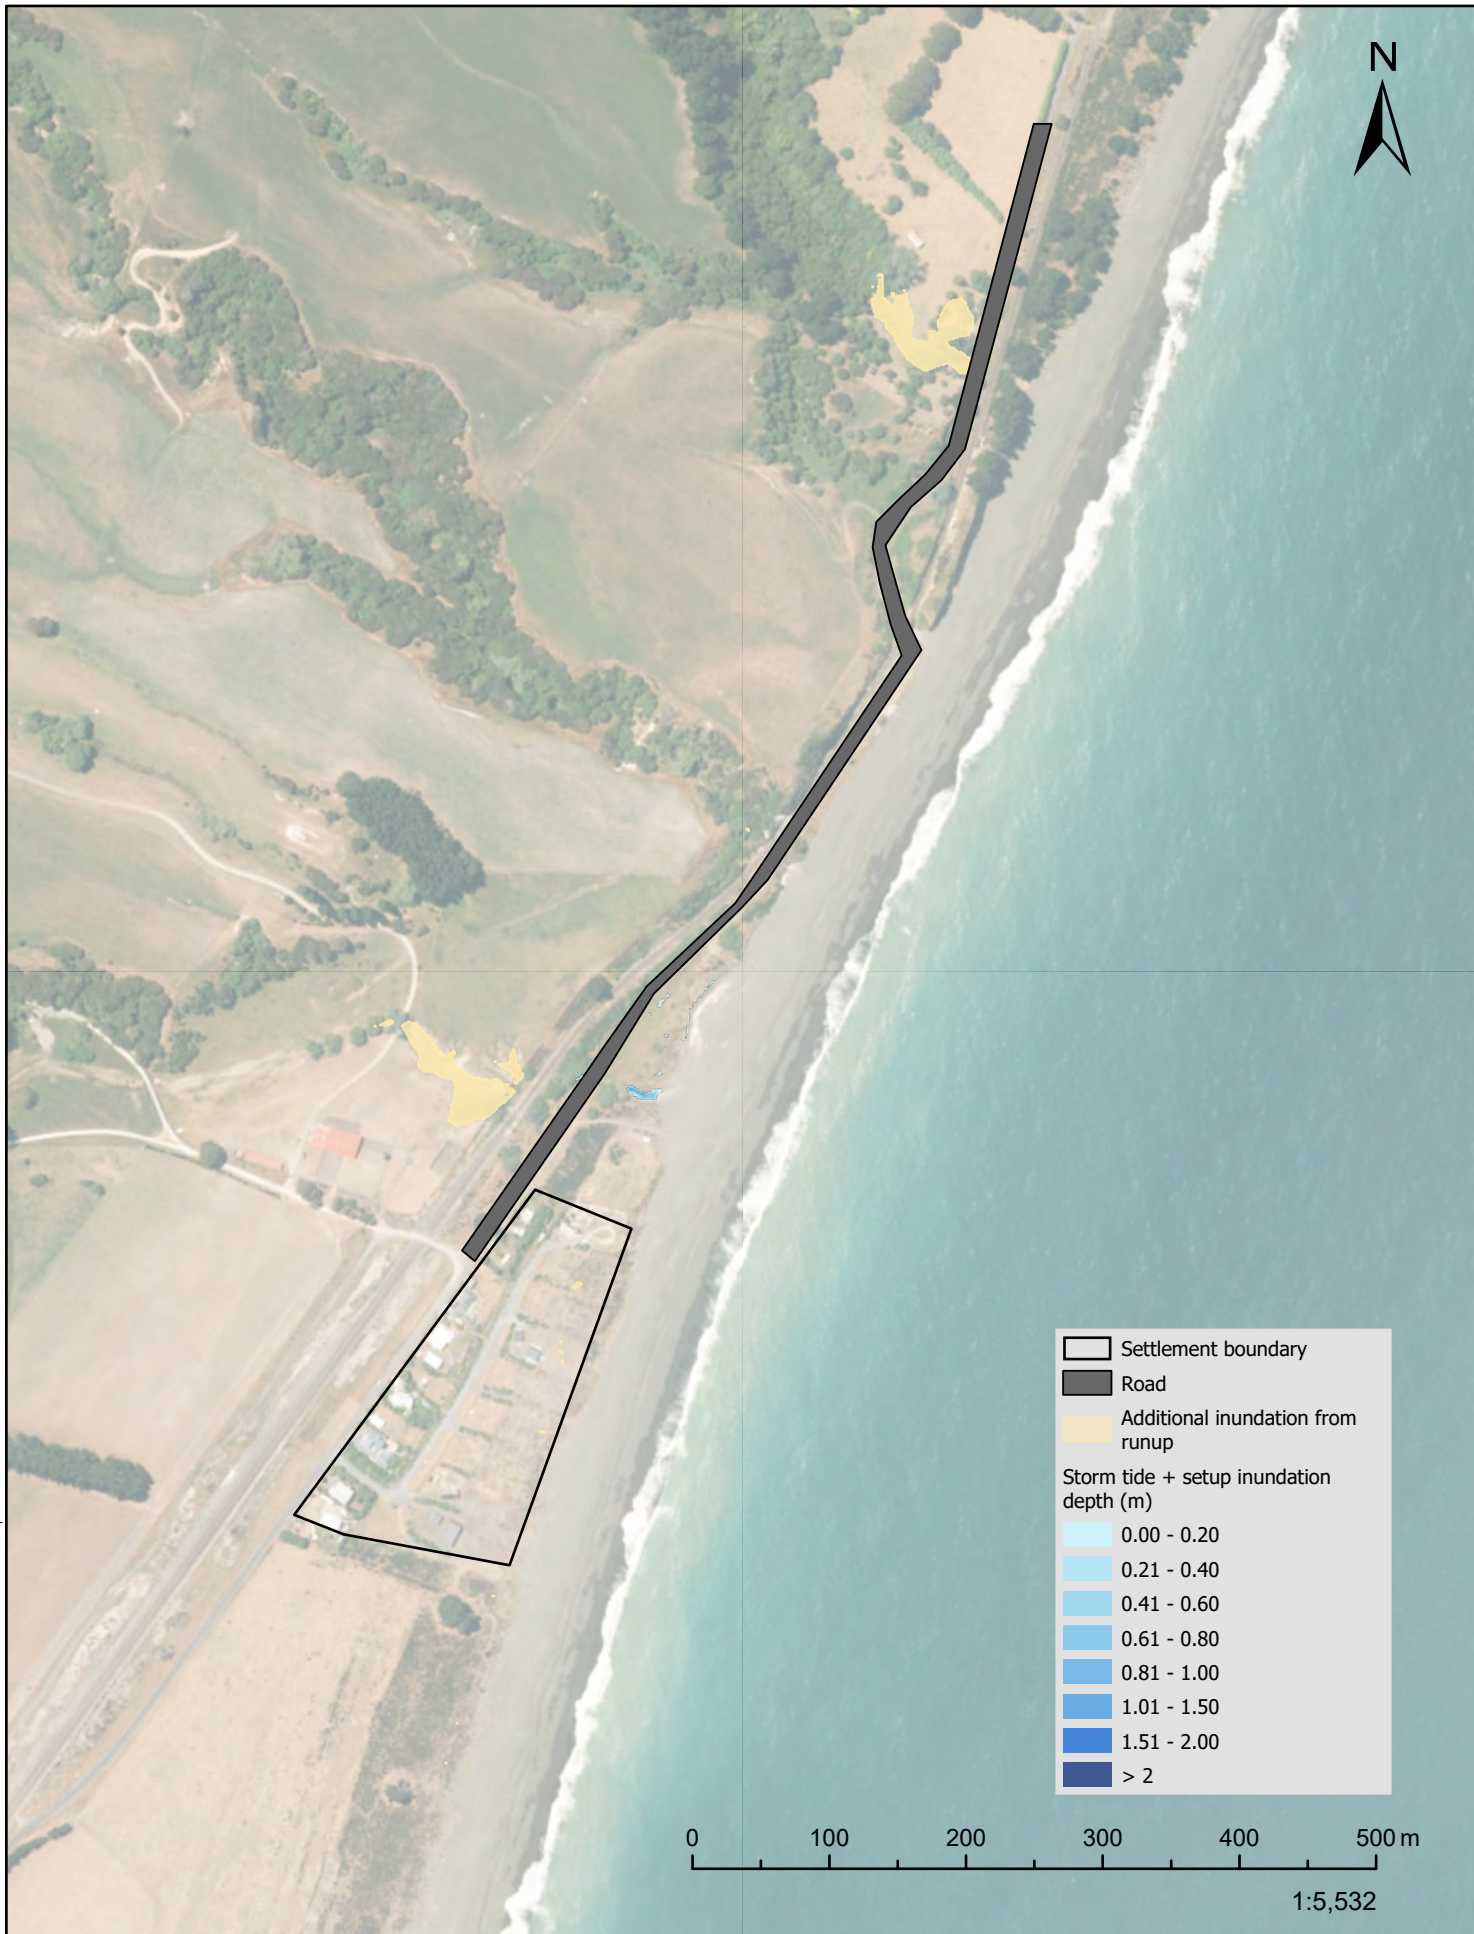 N
Settlement boundary
Road
Additional inundation from
runup
Storm tide + setup inundation
depth (m)
0.00 - 0.20
0.21 - 0.40
0.41 - 0.60
0.61 - 0.80
0.81 - 1.00
1.01 - 1.50
1.51 - 2.00
> 2
0 100 200 300 400 500 m
1:5,532